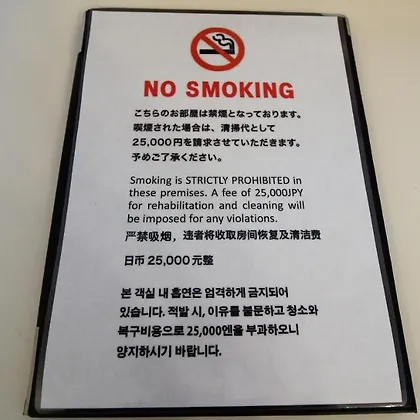 NO SMOKING
こちらのお部屋は禁煙となっております。
喫煙された場合は、清掃代として
25,000円を請求させていただきます。
予めご了承ください。
Smoking is STRICTLY PROHIBITED in
these premises. A fee of 25,000JPY
for rehabilitation and cleaning will
be imposed for any violations.
严禁吸烟，违者将收取房间恢复及清洁费
日币 25,000 元整
본 객실 내 흡연은 엄격하게 금지되어
있습니다. 적발 시, 이유를 불문하고 청소와
복구비용으로 25,000엔을 부과하오니
양지하시기 바랍니다.